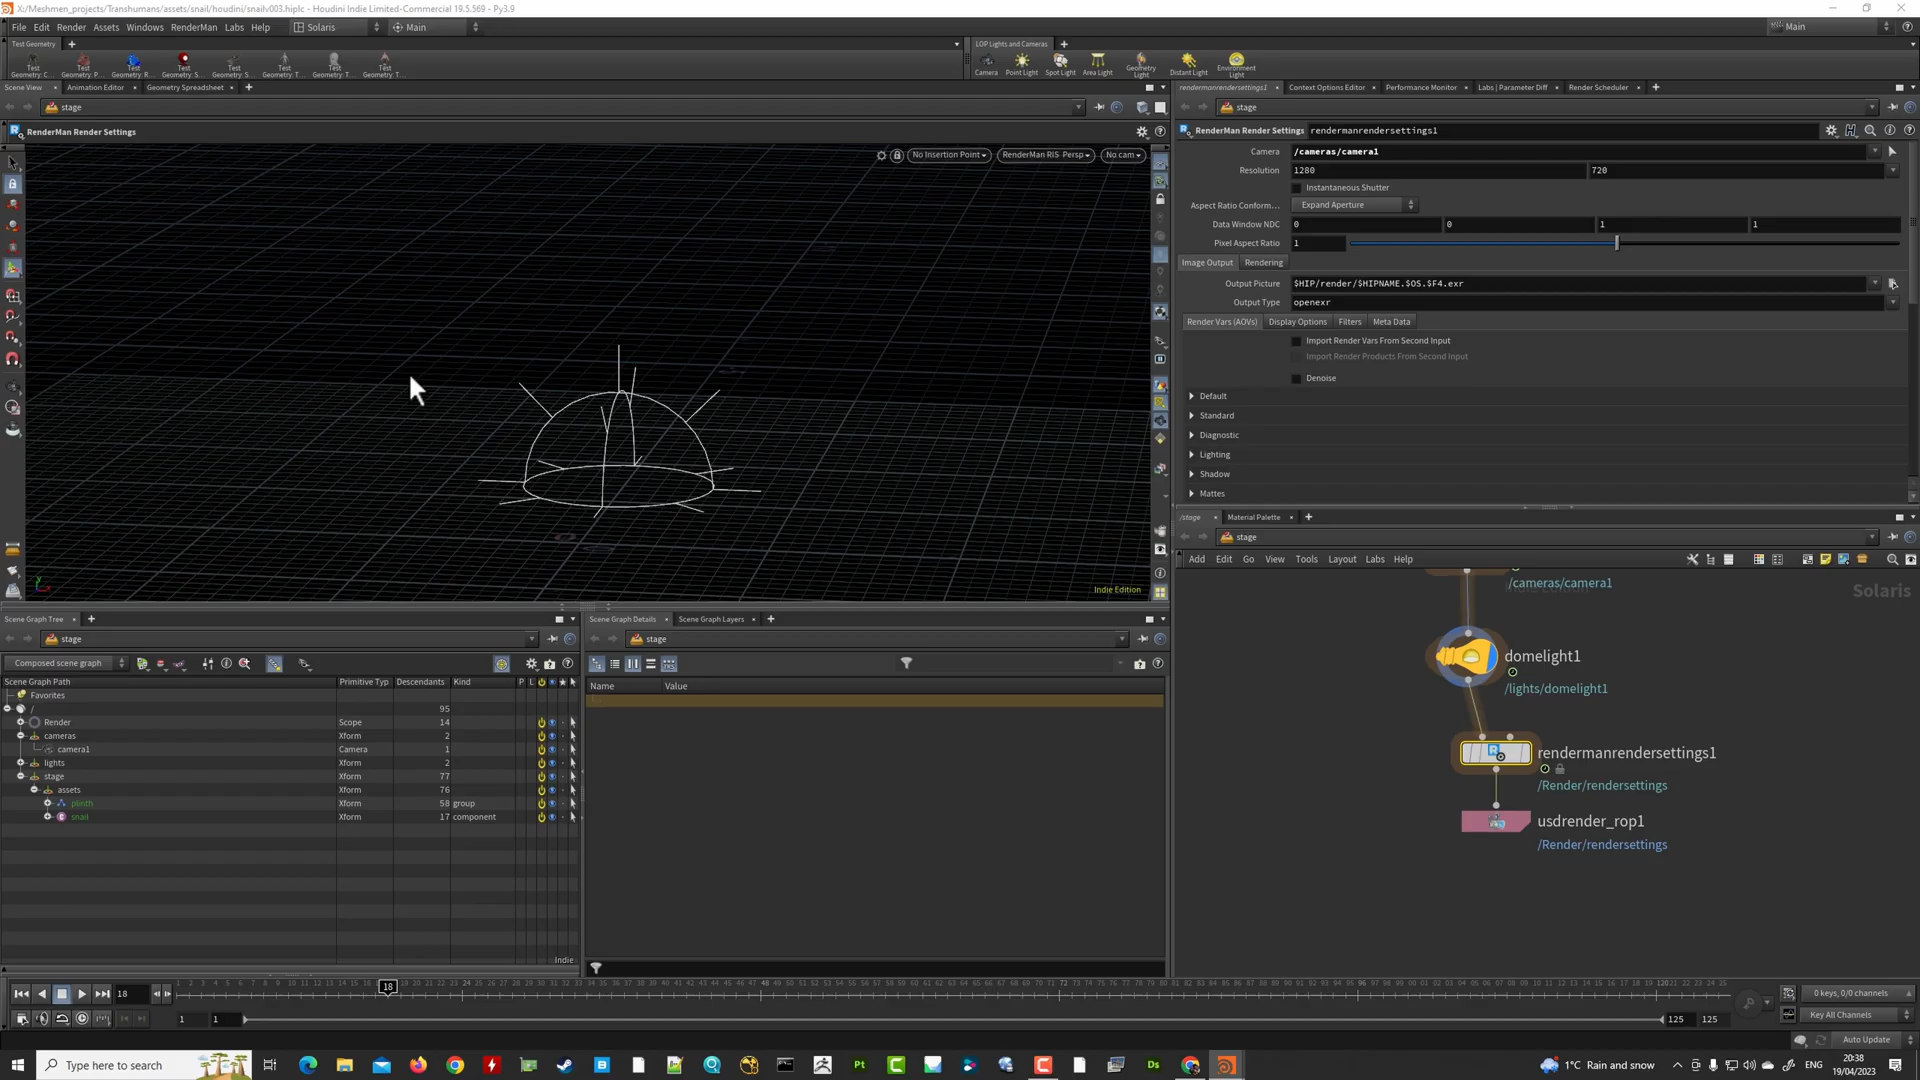 X:/Meshmen_projects/Transhumans/assets/snail/houdini/snailv003.hiplc - Houdini Indie Limited-Commercial 19.5.569 - Py3.9
File Edit Render Assets Windows RenderMan Labs Help Solaris Main Main
Test Geometry LOP Lights and Cameras
Test Geometry: C... Test Geometry: P... Test Geometry: R... Test Geometry: S... Test Geometry: S... Test Geometry: T... Test Geometry: T... Test Geometry: T... Camera Point Light Spot Light Area Light Geometry Light Distant Light Environment Light
Scene View Animation Editor Geometry Spreadsheet
stage
RenderMan Render Settings
No Insertion Point RenderMan RIS Persp No cam
Indie Edition
rendermanrendersettings1 Context Options Editor Performance Monitor Labs | Parameter Diff Render Scheduler
stage
RenderMan Render Settings rendermanrendersettings1
Camera /cameras/camera1
Resolution 1280 720
Instantaneous Shutter
Aspect Ratio Conform... Expand Aperture
Data Window NDC 0 0 1 1
Pixel Aspect Ratio 1
Image Output Rendering
Output Picture $HIP/render/$HIPNAME.$OS.$F4.exr
Output Type openexr
Render Vars (AOVs) Display Options Filters Meta Data
Import Render Vars From Second Input
Import Render Products From Second Input
Denoise
Default
Standard
Diagnostic
Lighting
Shadow
Mattes
/stage Material Palette
stage
Add Edit Go View Tools Layout Labs Help
/cameras/camera1
Solaris
domelight1
/lights/domelight1
rendermanrendersettings1
/Render/rendersettings
usdrender_rop1
/Render/rendersettings
Scene Graph Tree
stage
Composed scene graph
Scene Graph Path Primitive Typ Descendants Kind P L
Favorites
/ 95
Render Scope 14
cameras Xform 2
camera1 Camera 1
lights Xform 2
stage Xform 77
assets Xform 76
plinth Xform 58 group
snail Xform 17 component
Indie
Scene Graph Details Scene Graph Layers
stage
Name Value
18 18 24 48 72 96 120
1 1 125 125
0 keys, 0/0 channels
Key All Channels
Auto Update
Type here to search
Pt Ds
1°C Rain and snow ENG
20:38
19/04/2023